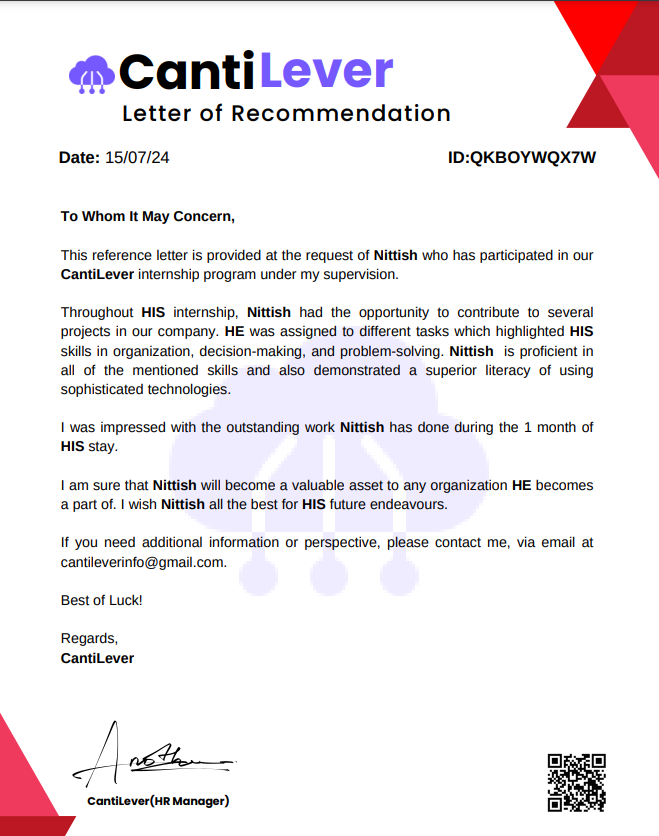 CantiLever
Letter of Recommendation
Date: 15/07/24 ID:QKBOYWQX7W
To Whom It May Concern,
This reference letter is provided at the request of Nittish who has participated in our
CantiLever internship program under my supervision.
Throughout HIS internship, Nittish had the opportunity to contribute to several
projects in our company. HE was assigned to different tasks which highlighted HIS
skills in organization, decision-making, and problem-solving. Nittish is proficient in
all of the mentioned skills and also demonstrated a superior literacy of using
sophisticated technologies.
I was impressed with the outstanding work Nittish has done during the 1 month of
HIS stay.
I am sure that Nittish will become a valuable asset to any organization HE becomes
a part of. I wish Nittish all the best for HIS future endeavours.
If you need additional information or perspective, please contact me, via email at
cantileverinfo@gmail.com.
Best of Luck!
Regards,
CantiLever
CantiLever(HR Manager)